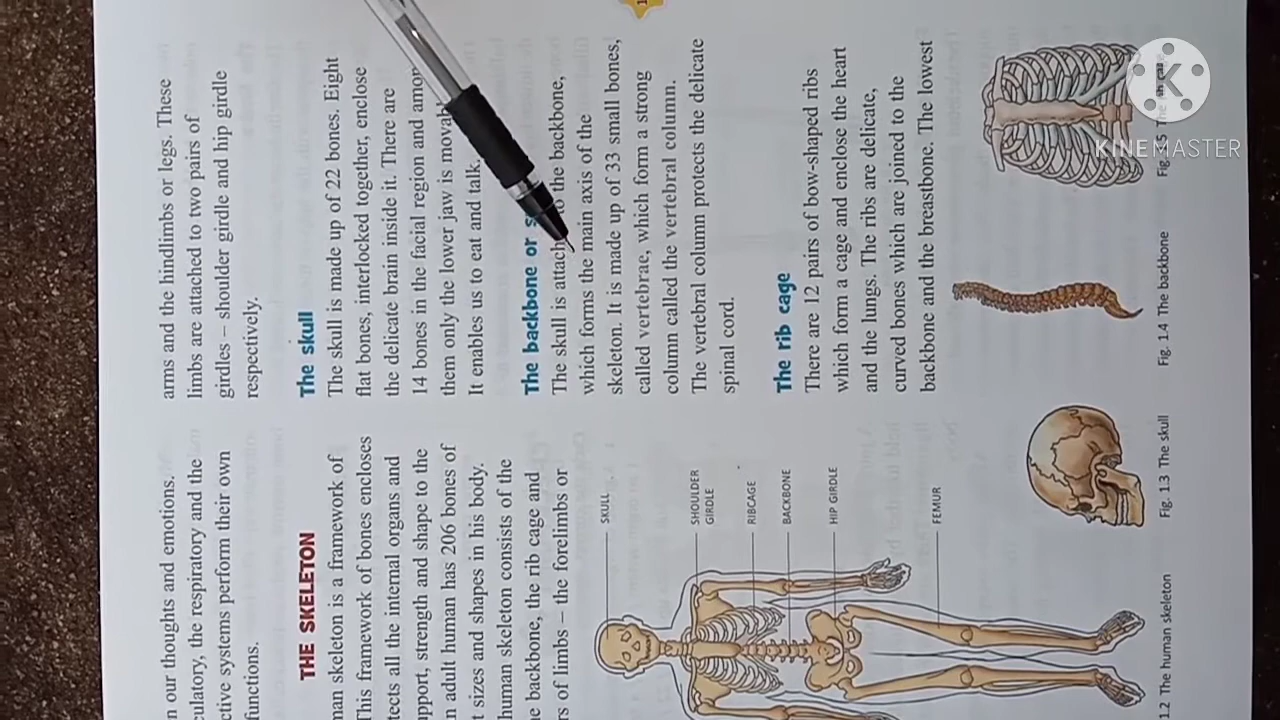 n our thoughts and emotions.
culatory, the respiratory and the
ctive systems perform their own
functions.
THE SKELETON
man skeleton is a framework of
This framework of bones encloses
tects all the internal organs and
pport, strength and shape to the
n adult human has 206 bones of
t sizes and shapes in his body.
human skeleton consists of the
e backbone, the rib cage and
rs of limbs – the forelimbs or
SKULL
SHOULDER
GIRDLE
RIBCAGE
BACKBONE
HIP GIRDLE
FEMUR
1.2 The human skeleton
arms and the hindlimbs or legs. These
limbs are attached to two pairs of
girdles – shoulder girdle and hip girdle
respectively.
The skull
The skull is made up of 22 bones. Eight
flat bones, interlocked together, enclose
the delicate brain inside it. There are
14 bones in the facial region and amon
them only the lower jaw is movab
It enables us to eat and talk.
The backbone or s
The skull is attach o the backbone,
which forms the main axis of the
skeleton. It is made up of 33 small bones,
called vertebrae, which form a strong
column called the vertebral column.
The vertebral column protects the delicate
spinal cord.
The rib cage
There are 12 pairs of bow-shaped ribs
which form a cage and enclose the heart
and the lungs. The ribs are delicate,
curved bones which are joined to the
backbone and the breastbone. The lowest
Fig. 1.3 The skull
Fig. 1.4 The backbone
Fig. 1.5 The
K
KINEMASTER